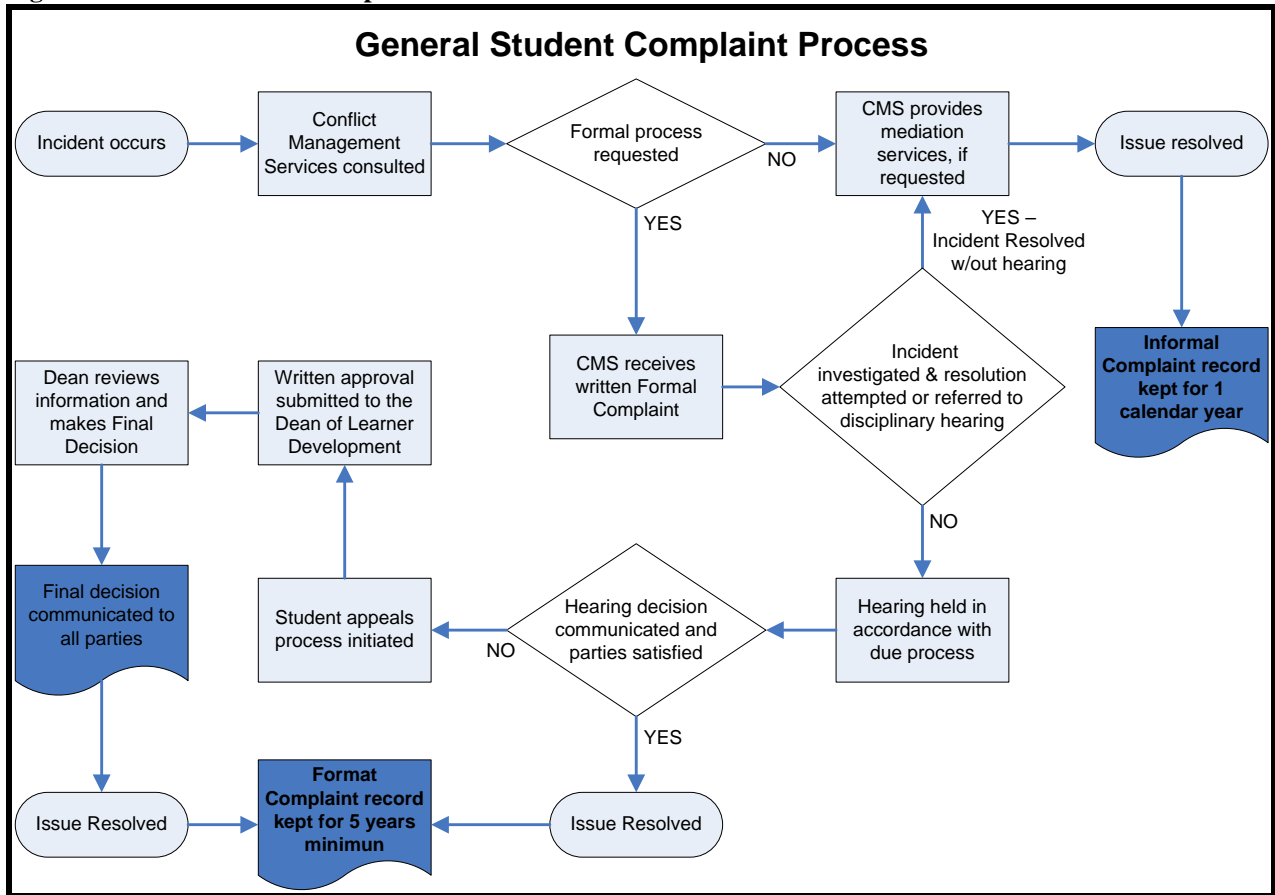 General Student Complaint Process
Incident occurs
Conflict
Management
Services consulted
Formal process
requested
NO
YES
CMS provides
mediation
services, if
requested
Issue resolved
YES –
Incident Resolved
w/out hearing
Informal
Complaint record
kept for 1
calendar year
CMS receives
written Formal
Complaint
Incident
investigated & resolution
attempted or referred to
disciplinary hearing
NO
Dean reviews
information and
makes Final
Decision
Written approval
submitted to the
Dean of Learner
Development
Final decision
communicated to
all parties
Student appeals
process initiated
NO
Hearing decision
communicated and
parties satisfied
YES
Hearing held in
accordance with
due process
Issue Resolved
Format
Complaint record
kept for 5 years
minimun
Issue Resolved